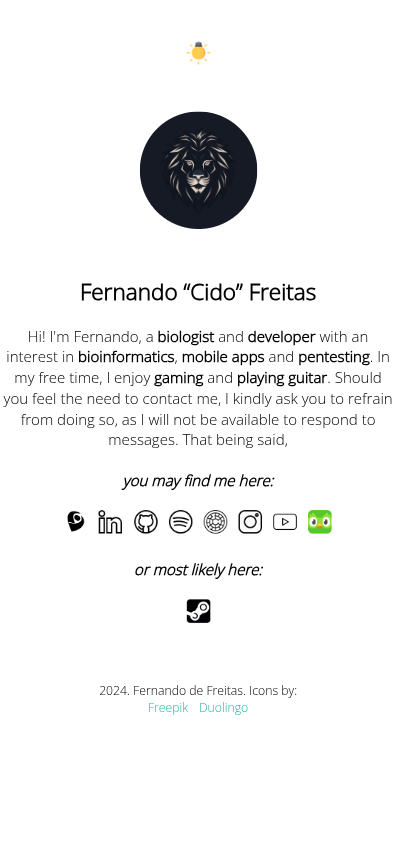 Fernando “Cido” Freitas
Hi! I'm Fernando, a biologist and developer with an
interest in bioinformatics, mobile apps and pentesting. In
my free time, I enjoy gaming and playing guitar. Should
you feel the need to contact me, I kindly ask you to refrain
from doing so, as I will not be available to respond to
messages. That being said,
you may find me here:
in
or most likely here:
2024. Fernando de Freitas. Icons by:
Freepik Duolingo